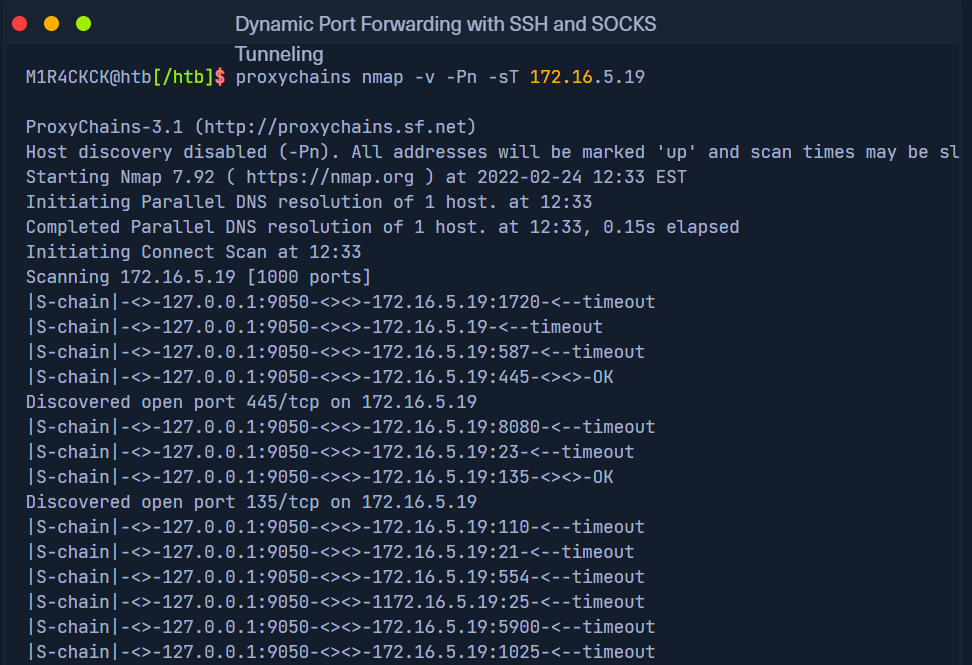 Dynamic Port Forwarding with SSH and SOCKS
Tunneling
M1R4CKCK@htb[/htb]$ proxychains nmap -v -Pn -sT 172.16.5.19
ProxyChains-3.1 (http://proxychains.sf.net)
Host discovery disabled (-Pn). All addresses will be marked 'up' and scan times may be sl
Starting Nmap 7.92 ( https://nmap.org ) at 2022-02-24 12:33 EST
Initiating Parallel DNS resolution of 1 host. at 12:33
Completed Parallel DNS resolution of 1 host. at 12:33, 0.15s elapsed
Initiating Connect Scan at 12:33
Scanning 172.16.5.19 [1000 ports]
|S-chain|-<>-127.0.0.1:9050-<><>-172.16.5.19:1720-<--timeout
|S-chain|-<>-127.0.0.1:9050-<><>-172.16.5.19-<--timeout
|S-chain|-<>-127.0.0.1:9050-<><>-172.16.5.19:587-<--timeout
|S-chain|-<>-127.0.0.1:9050-<><>-172.16.5.19:445-<><>-OK
Discovered open port 445/tcp on 172.16.5.19
|S-chain|-<>-127.0.0.1:9050-<><>-172.16.5.19:8080-<--timeout
|S-chain|-<>-127.0.0.1:9050-<><>-172.16.5.19:23-<--timeout
|S-chain|-<>-127.0.0.1:9050-<><>-172.16.5.19:135-<><>-OK
Discovered open port 135/tcp on 172.16.5.19
|S-chain|-<>-127.0.0.1:9050-<><>-172.16.5.19:110-<--timeout
|S-chain|-<>-127.0.0.1:9050-<><>-172.16.5.19:21-<--timeout
|S-chain|-<>-127.0.0.1:9050-<><>-172.16.5.19:554-<--timeout
|S-chain|-<>-127.0.0.1:9050-<><>-1172.16.5.19:25-<--timeout
|S-chain|-<>-127.0.0.1:9050-<><>-172.16.5.19:5900-<--timeout
|S-chain|-<>-127.0.0.1:9050-<><>-172.16.5.19:1025-<--timeout